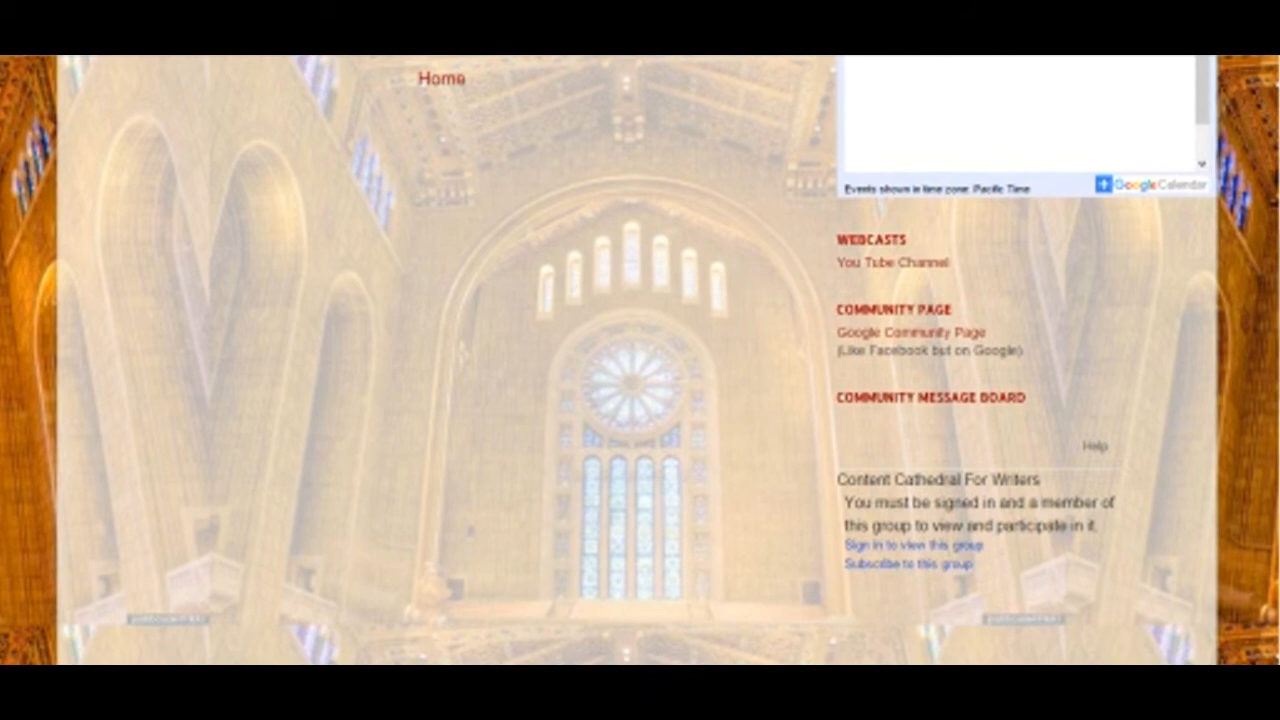 Home
Events shown in time zone: Pacific Time
GoogleCalendar
WEBCASTS
You Tube Channel
COMMUNITY PAGE
Google Community Page
(Like Facebook but on Google)
COMMUNITY MESSAGE BOARD
Help
Content Cathedral For Writers
You must be signed in and a member of
this group to view and participate in it.
Sign in to view this group
Subscribe to this group